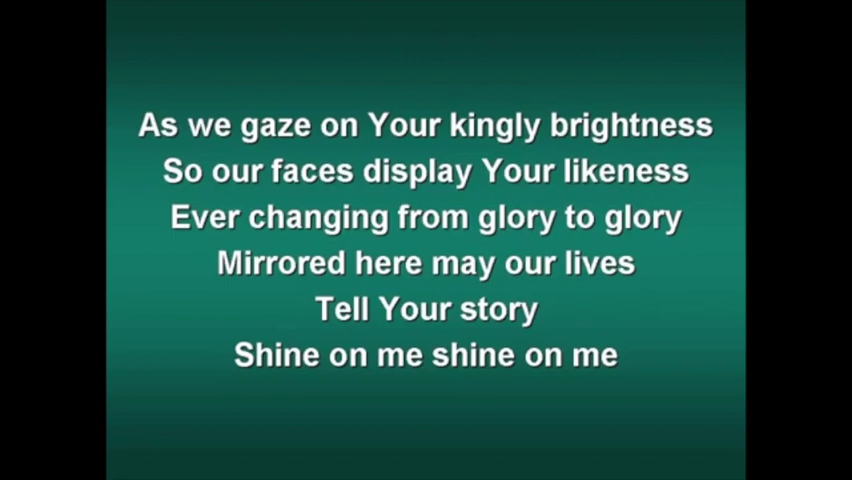 As we gaze on Your kingly brightness
So our faces display Your likeness
Ever changing from glory to glory
Mirrored here may our lives
Tell Your story
Shine on me shine on me